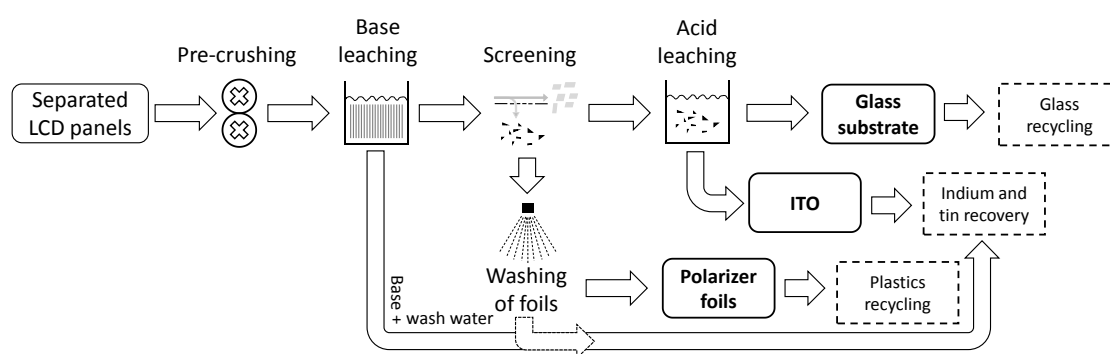 Pre-crushing
Base
leaching
Screening
Acid
leaching
Separated
LCD panels
Glass
substrate
Glass
recycling
ITO
Indium and
tin recovery
Washing
of foils
Polarizer
foils
Plastics
recycling
Base
+ wash water